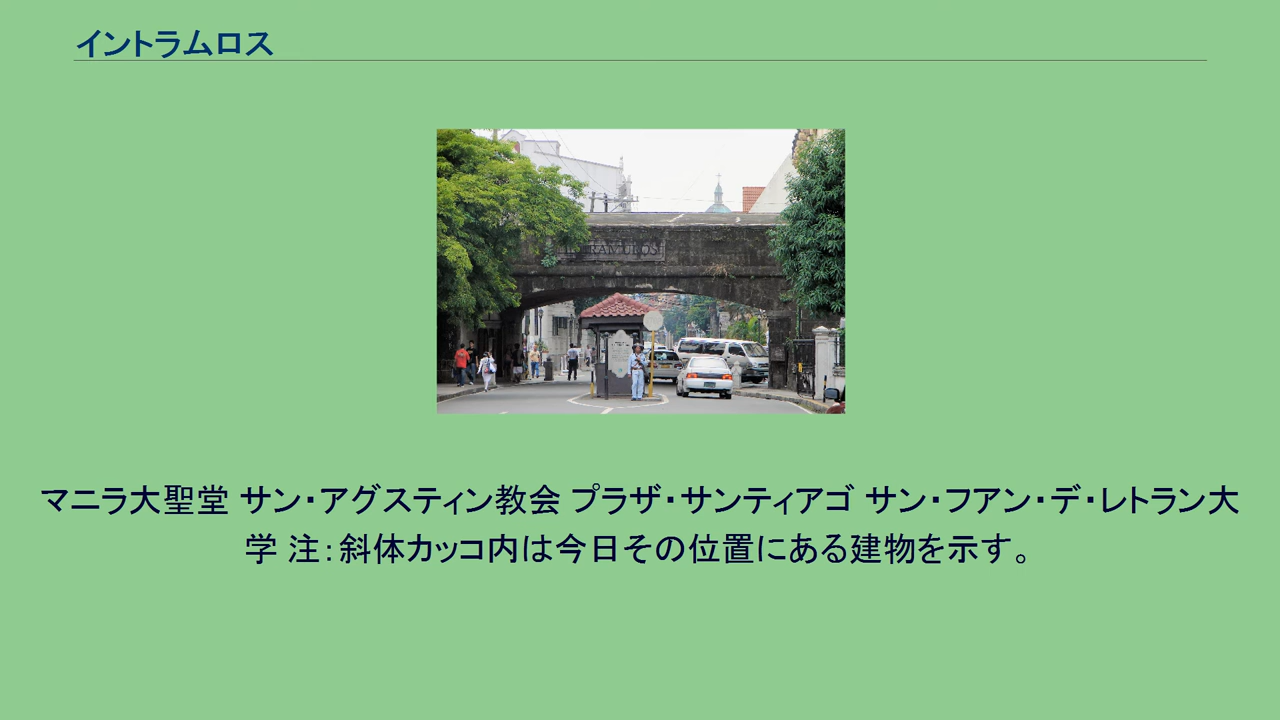 イントラムロス
INTRAMUROS
マニラ大聖堂 サン・アグスティン教会 プラザ・サンティアゴ サン・フアン・デ・レトラン大
学 注：斜体カッコ内は今日その位置にある建物を示す。